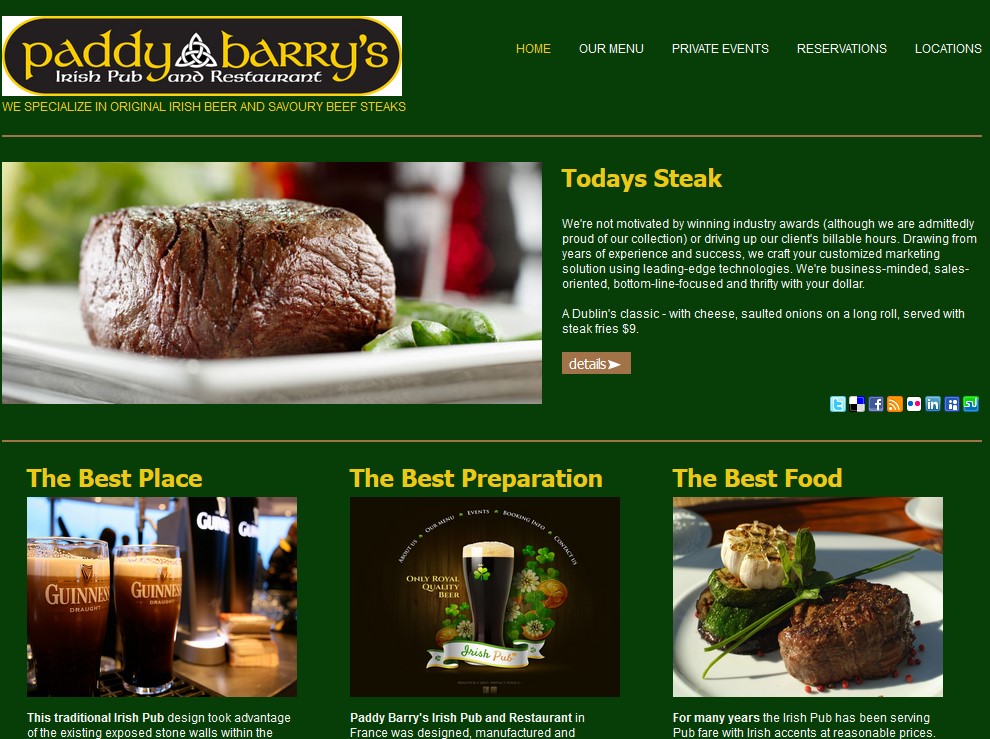 paddy barry's
Irish Pub and Restaurant
HOME OUR MENU PRIVATE EVENTS RESERVATIONS LOCATIONS
WE SPECIALIZE IN ORIGINAL IRISH BEER AND SAVOURY BEEF STEAKS
Todays Steak
We're not motivated by winning industry awards (although we are admittedly
proud of our collection) or driving up our client's billable hours. Drawing from
years of experience and success, we craft your customized marketing
solution using leading-edge technologies. We're business-minded, sales-
oriented, bottom-line-focused and thrifty with your dollar.
A Dublin's classic - with cheese, saulted onions on a long roll, served with
steak fries $9.
details
The Best Place
GUINNESS
DRAUGHT
GUINNESS
DRAUGHT
The Best Preparation
About us Our menu Events Booking Info Contact us
Only Royal
Quality
Beer
Irish Pub
The Best Food
This traditional Irish Pub design took advantage
of the existing exposed stone walls within the
Paddy Barry's Irish Pub and Restaurant in
France was designed, manufactured and
For many years the Irish Pub has been serving
Pub fare with Irish accents at reasonable prices.